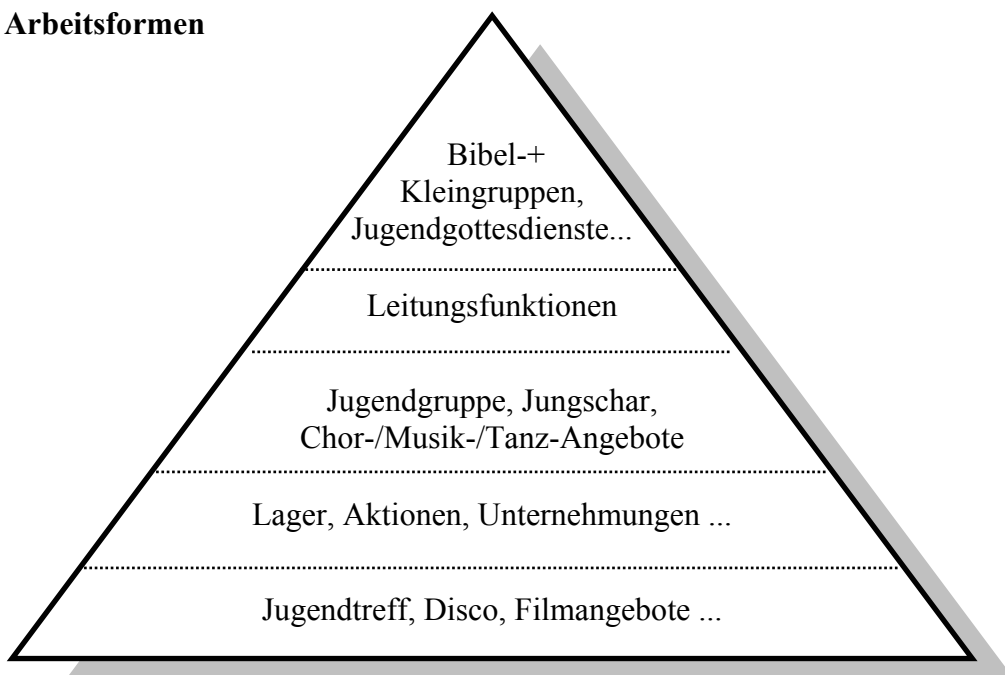 Arbeitsformen
Bibel-+
Kleingruppen,
Jugendgottesdienste...
Leitungsfunktionen
Jugendgruppe, Jungschar,
Chor-/Musik-/Tanz-Angebote
Lager, Aktionen, Unternehmungen ...
Jugendtreff, Disco, Filmangebote ...